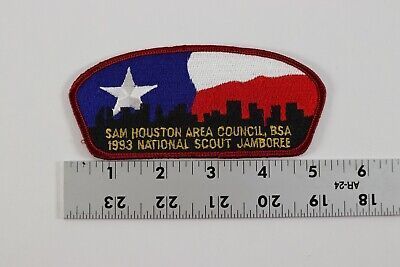 SAM HOUSTON AREA COUNCIL, BSA
1993 NATIONAL SCOUT JAMBOREE
1 2 3 4 5 6
AR-24
23 22 21 20 19 18